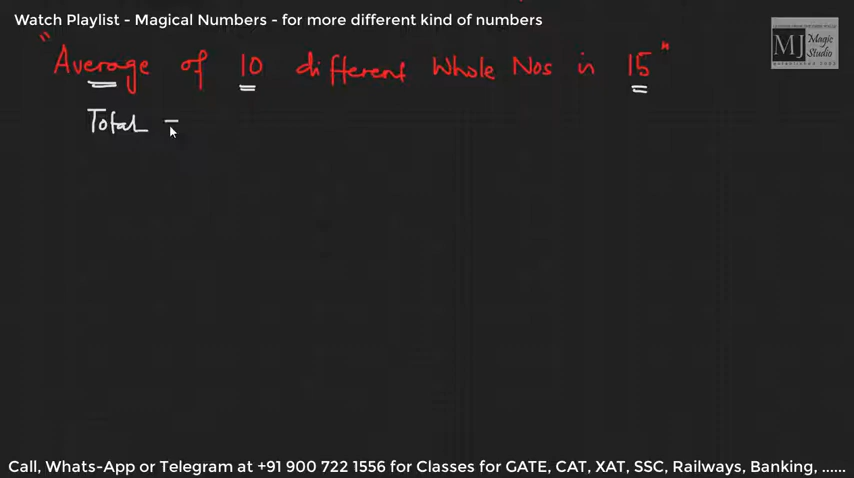 Watch Playlist - Magical Numbers - for more different kind of numbers
MJ Magic Studio
"Average of 10 different Whole Nos is 15"
Total =
Call, Whats-App or Telegram at +91 900 722 1556 for Classes for GATE, CAT, XAT, SSC, Railways, Banking, ......